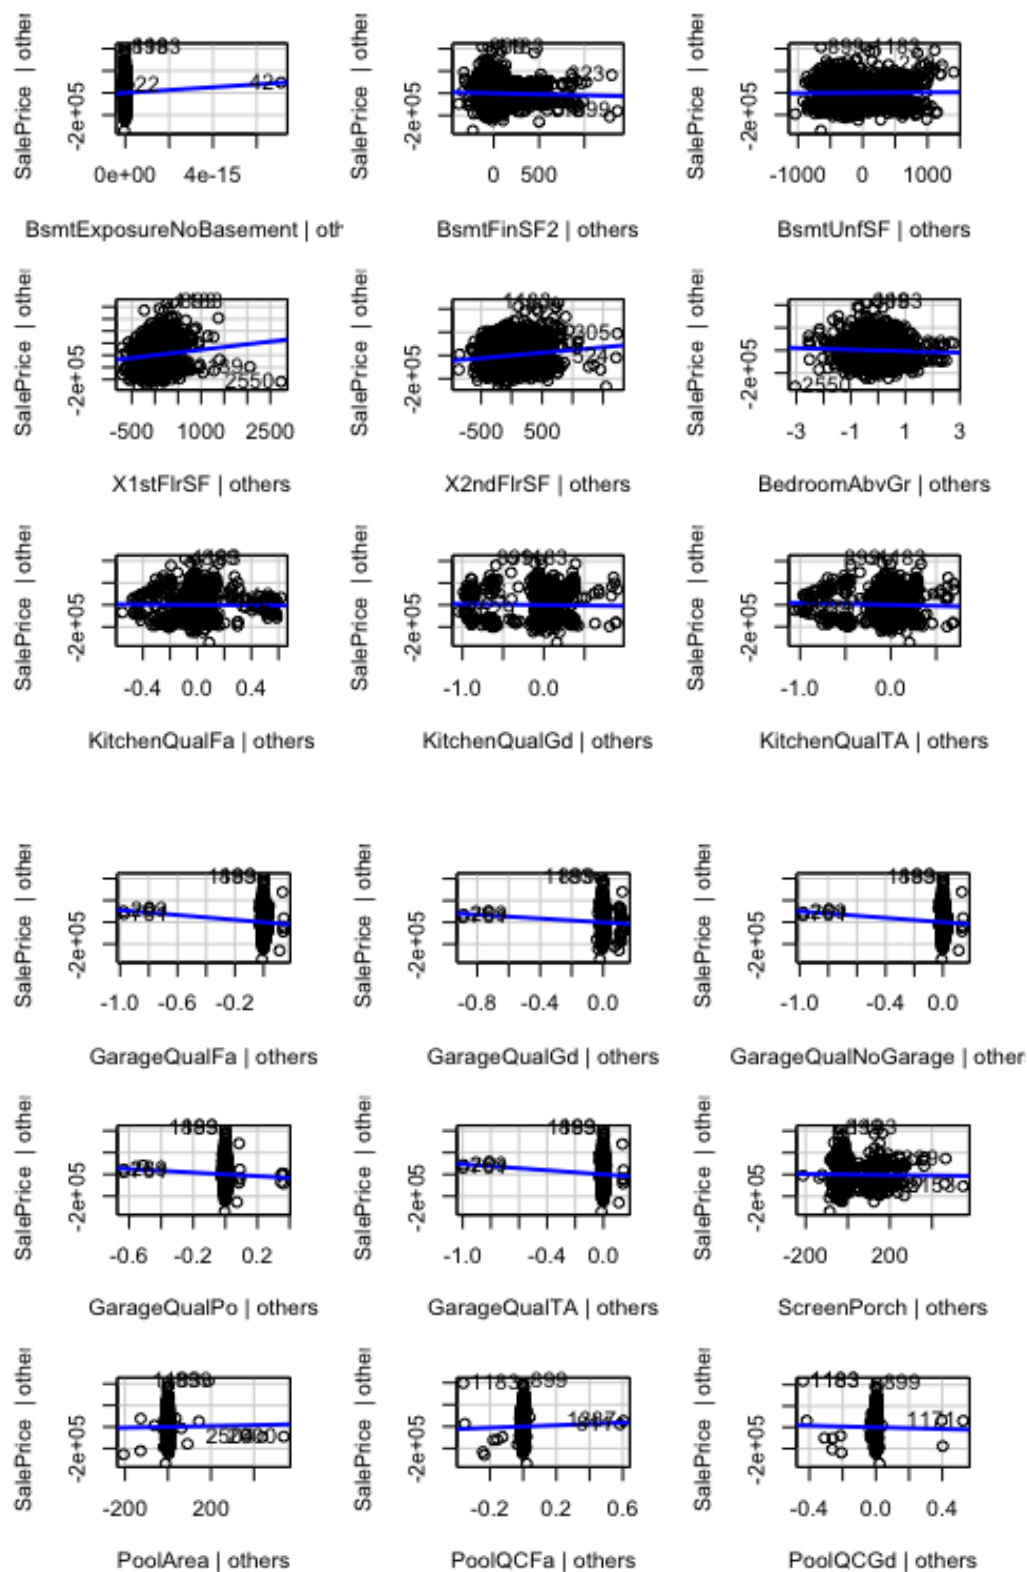 SalePrice | other
-2e+05
0e+00 4e-15
BsmtExposureNoBasement | oth
SalePrice | other
-2e+05
0 500
BsmtFinSF2 | others
SalePrice | other
-2e+05
-1000 0 1000
BsmtUnfSF | others
SalePrice | other
-2e+05
2550
-500 1000 2500
X1stFlrSF | others
SalePrice | other
-2e+05
-500 500
X2ndFlrSF | others
SalePrice | other
-2e+05
2550
-3 -1 1 3
BedroomAbvGr | others
SalePrice | other
-2e+05
-0.4 0.0 0.4
KitchenQualFa | others
SalePrice | other
-2e+05
-1.0 0.0
KitchenQualGd | others
SalePrice | other
-2e+05
-1.0 0.0
KitchenQualTA | others
SalePrice | other
-2e+05
-1.0 -0.6 -0.2
GarageQualFa | others
SalePrice | other
-2e+05
-0.8 -0.4 0.0
GarageQualGd | others
SalePrice | other
-2e+05
-1.0 -0.4 0.0
GarageQualNoGarage | other
SalePrice | other
-2e+05
-0.6 -0.2 0.2
GarageQualPo | others
SalePrice | other
-2e+05
-1.0 -0.4 0.0
GarageQualTA | others
SalePrice | other
-2e+05
-200 200
ScreenPorch | others
SalePrice | other
-2e+05
-200 200
PoolArea | others
SalePrice | other
-2e+05
1183 899
-0.2 0.2 0.6
PoolQCFa | others
SalePrice | other
-2e+05
1183 899
1171
-0.4 0.0 0.4
PoolQCGd | others